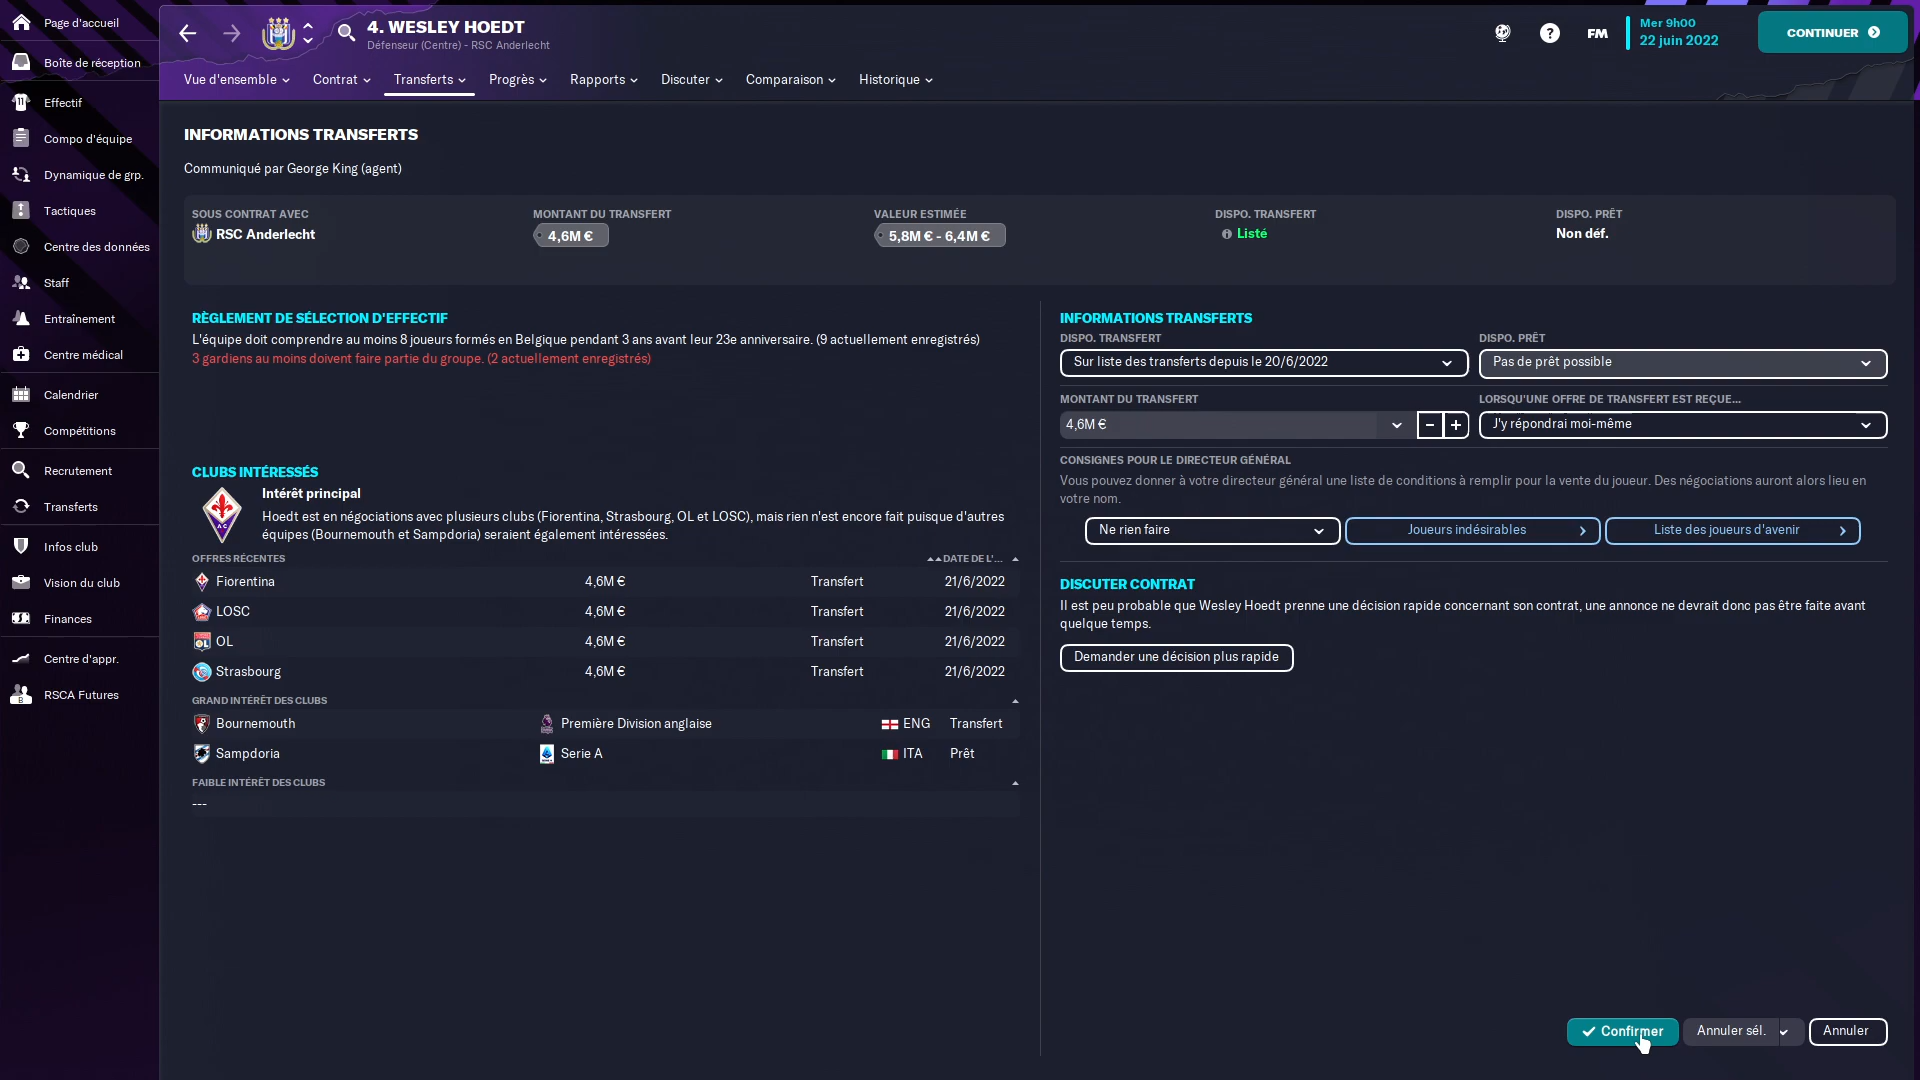 Page d'accueil
Boîte de réception
Effectif
Compo d'équipe
Dynamique de grp.
Tactiques
Centre des données
Staff
Entraînement
Centre médical
Calendrier
Compétitions
Recrutement
Transferts
Infos club
Vision du club
Finances
Centre d'appr.
RSCA Futures
4. WESLEY HOEDT
Défenseur (Centre) - RSC Anderlecht
FM
Mer 9h00
22 juin 2022
CONTINUER
Vue d'ensemble
Contrat
Transferts
Progrès
Rapports
Discuter
Comparaison
Historique
INFORMATIONS TRANSFERTS
Communiqué par George King (agent)
SOUS CONTRAT AVEC
RSC Anderlecht
MONTANT DU TRANSFERT
4,6M €
VALEUR ESTIMÉE
5,8M € - 6,4M €
DISPO. TRANSFERT
Listé
DISPO. PRÊT
Non déf.
RÈGLEMENT DE SÉLECTION D'EFFECTIF
L'équipe doit comprendre au moins 8 joueurs formés en Belgique pendant 3 ans avant leur 23e anniversaire. (9 actuellement enregistrés)
3 gardiens au moins doivent faire partie du groupe. (2 actuellement enregistrés)
CLUBS INTÉRESSÉS
Intérêt principal
Hoedt est en négociations avec plusieurs clubs (Fiorentina, Strasbourg, OL et LOSC), mais rien n'est encore fait puisque d'autres
équipes (Bournemouth et Sampdoria) seraient également intéressées.
OFFRES RÉCENTES DATE DE L'...
Fiorentina 4,6M € Transfert 21/6/2022
LOSC 4,6M € Transfert 21/6/2022
OL 4,6M € Transfert 21/6/2022
Strasbourg 4,6M € Transfert 21/6/2022
GRAND INTÉRÊT DES CLUBS
Bournemouth Première Division anglaise ENG Transfert
Sampdoria Serie A ITA Prêt
FAIBLE INTÉRÊT DES CLUBS
---
INFORMATIONS TRANSFERTS
DISPO. TRANSFERT
Sur liste des transferts depuis le 20/6/2022
DISPO. PRÊT
Pas de prêt possible
MONTANT DU TRANSFERT
4,6M €
LORSQU'UNE OFFRE DE TRANSFERT EST REÇUE...
J'y répondrai moi-même
CONSIGNES POUR LE DIRECTEUR GÉNÉRAL
Vous pouvez donner à votre directeur général une liste de conditions à remplir pour la vente du joueur. Des négociations auront alors lieu en
votre nom.
Ne rien faire
Joueurs indésirables
Liste des joueurs d'avenir
DISCUTER CONTRAT
Il est peu probable que Wesley Hoedt prenne une décision rapide concernant son contrat, une annonce ne devrait donc pas être faite avant
quelque temps.
Demander une décision plus rapide
Confirmer
Annuler sél.
Annuler